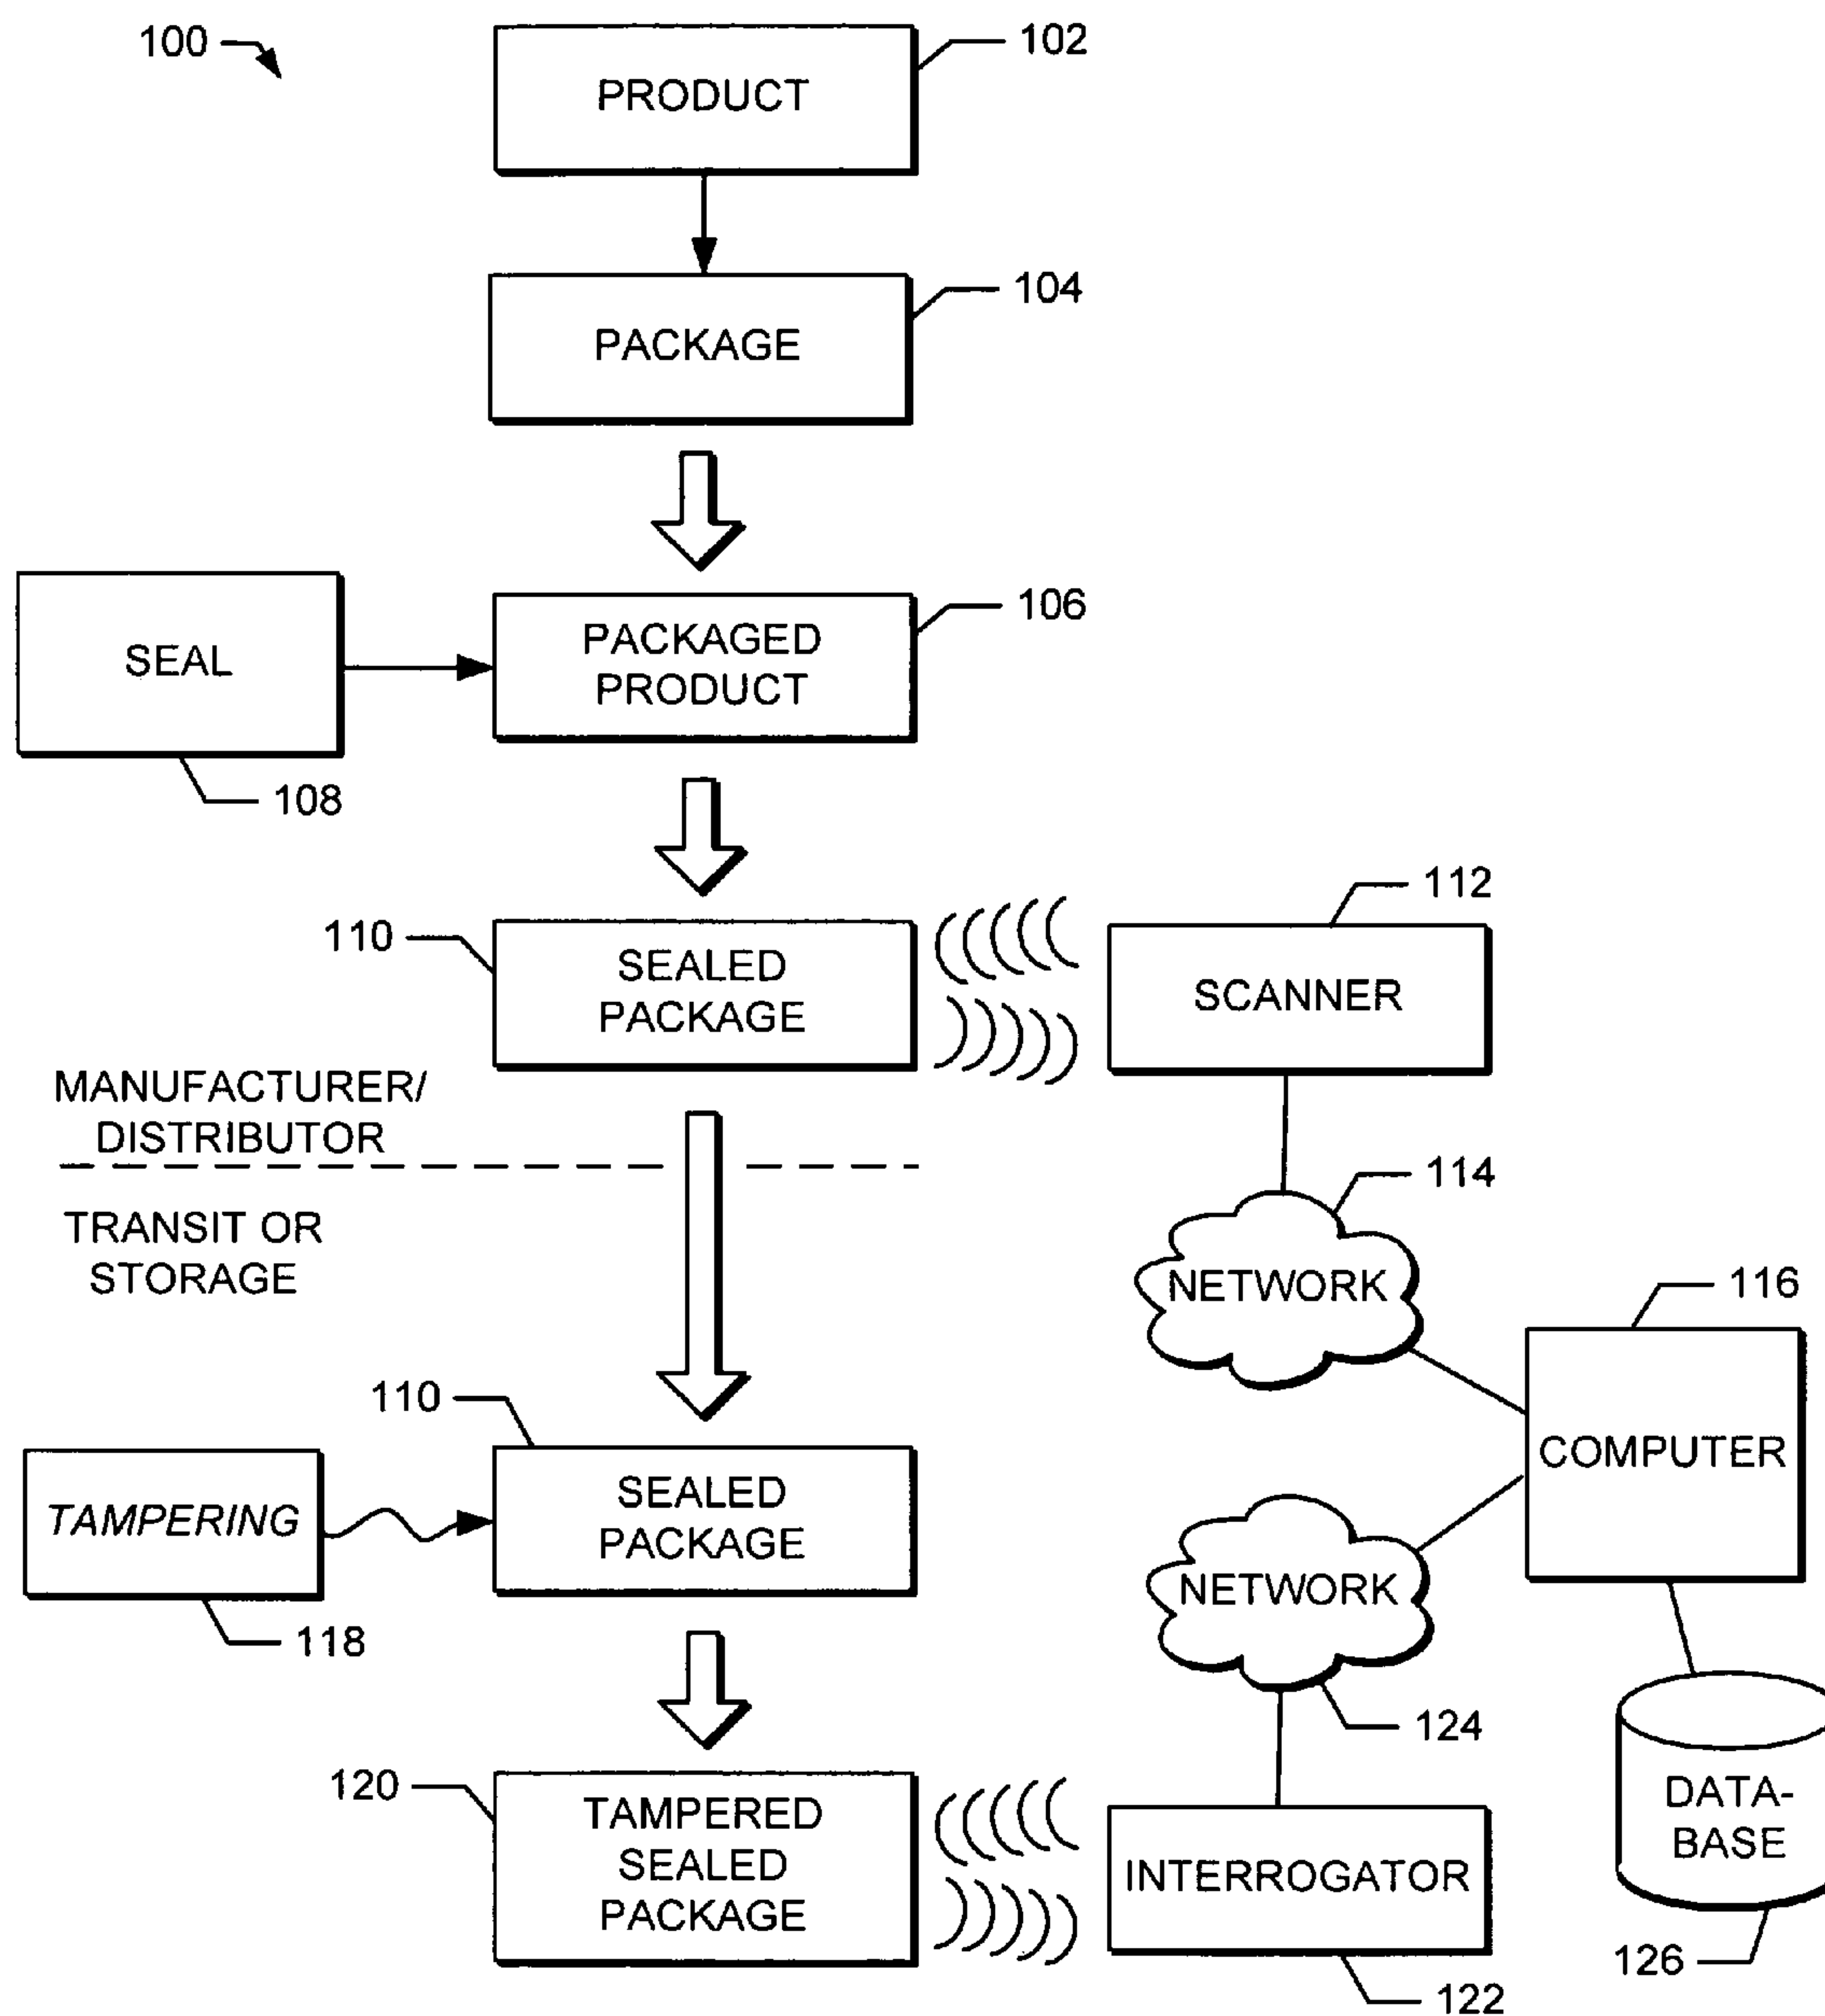 100
102
PRODUCT
104
PACKAGE
106
SEAL
PACKAGED
PRODUCT
108
112
110
SEALED
PACKAGE
SCANNER
MANUFACTURER/
DISTRIBUTOR
114
TRANSIT OR
STORAGE
NETWORK
116
110
COMPUTER
TAMPERING
SEALED
PACKAGE
NETWORK
118
124
120
TAMPERED
SEALED
PACKAGE
INTERROGATOR
DATA-
BASE
126
122